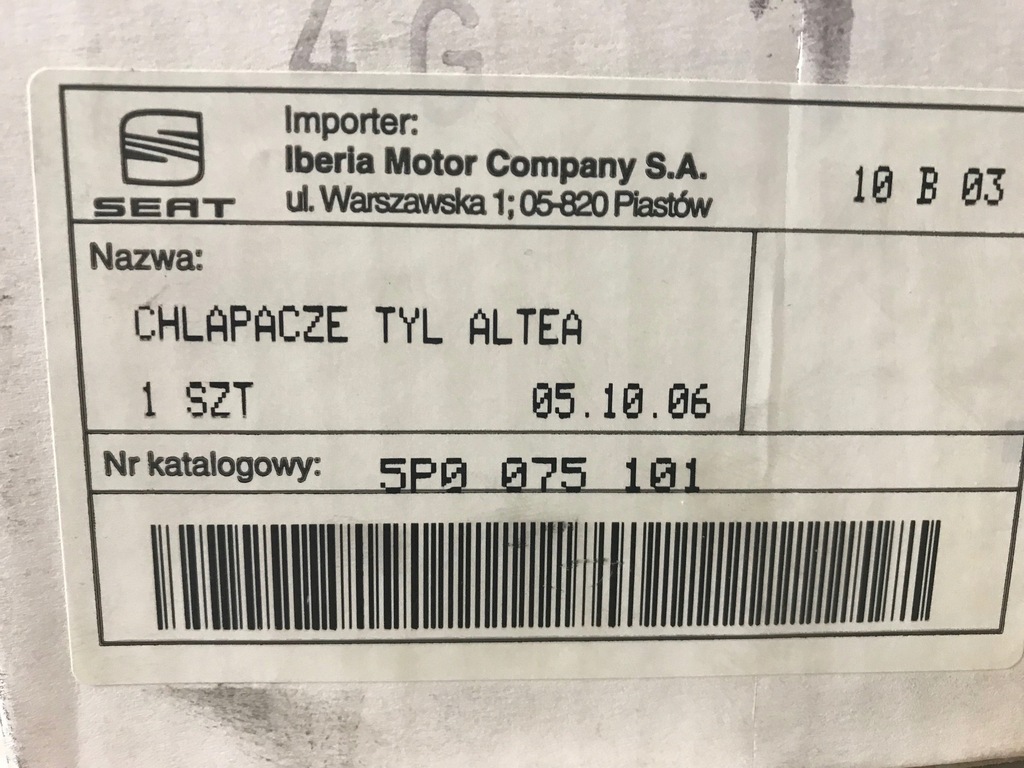 4 G
SEAT
Importer:
Iberia Motor Company S.A.
ul. Warszawska 1; 05-820 Piastów
10 B 03
Nazwa:
CHLAPACZE TYL ALTEA
1 SZT 05.10.06
Nr katalogowy: 5P0 075 101